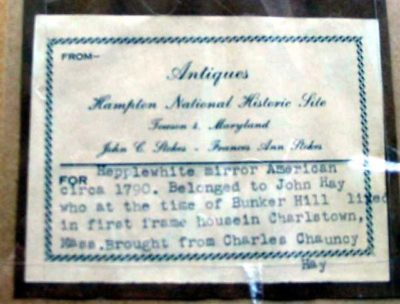 FROM—
Antiques
Hampton National Historic Site
Towson 4, Maryland
John C. Stokes - Frances Ann Stokes
FOR Hepplewhite mirror American
circa 1790. Belonged to John Hay
who at the time of Bunker Hill lived
in first frame housein Charlstown,
Mass.Brought from Charles Chauncy
Hay